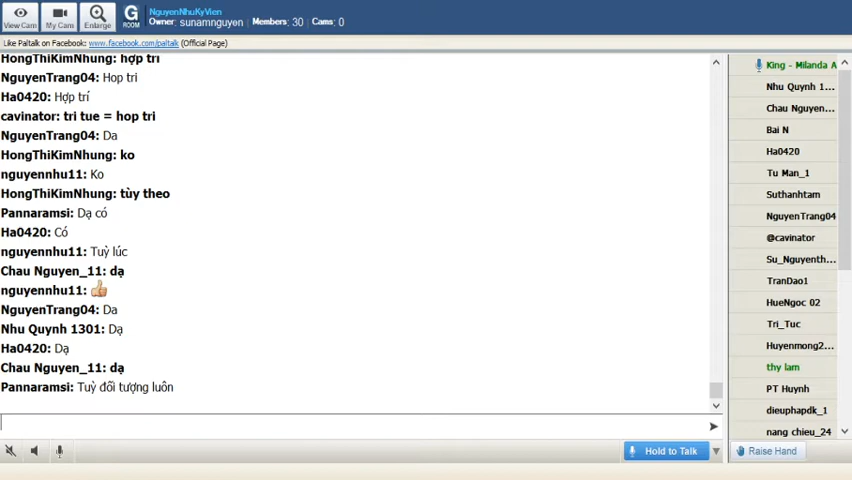 View Cam
My Cam
Enlarge
G
ROOM
NguyenNhuKyVien
Owner: sunamnguyen Members: 30 Cams: 0
Like Paltalk on Facebook: www.facebook.com/paltalk (Official Page)
HongThiKimNhung: hợp tri
NguyenTrang04: Hop tri
Ha0420: Hợp trí
cavinator: tri tue = hop tri
NguyenTrang04: Da
HongThiKimNhung: ko
nguyennhu11: Ko
HongThiKimNhung: tùy theo
Pannaramsi: Dạ có
Ha0420: Có
nguyennhu11: Tuỳ lúc
Chau Nguyen_11: dạ
nguyennhu11:
NguyenTrang04: Da
Nhu Quynh 1301: Dạ
Ha0420: Dạ
Chau Nguyen_11: dạ
Pannaramsi: Tuỳ đối tượng luôn
Hold to Talk
King - Milanda A
Nhu Quynh 1...
Chau Nguyen...
Bai N
Ha0420
Tu Man_1
Suthanhtam
NguyenTrang04
@cavinator
Su_Nguyenth...
TranDao1
HueNgoc 02
Tri_Tuc
Huyenmong2...
thy lam
PT Huynh
dieuphapdk_1
nang chieu_24
Raise Hand